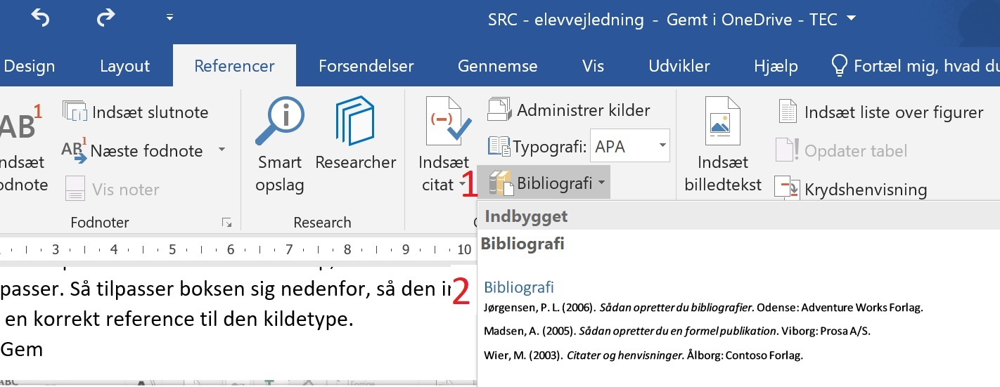 SRC - elevvejledning - Gemt i OneDrive - TEC
Design Layout Referencer Forsendelser Gennemse Vis Udvikler Hjælp Fortæl mig, hvad du
AB1
Indsæt slutnote
AB1 Næste fodnote
Vis noter
Fodnoter
Smart
opslag
Researcher
Research
Indsæt
citat
Administrer kilder
Typografi: APA
1 Bibliografi
Indsæt
billedtekst
Indsæt liste over figurer
Opdater tabel
Krydshenvisning
3 4 5 6 7 8 9 10
passer. Så tilpasser boksen sig nedenfor, så den
en korrekt reference til den kildetype.
Gem
Indbygget
Bibliografi
2
Bibliografi
Jørgensen, P. L. (2006). Sådan opretter du bibliografier. Odense: Adventure Works Forlag.
Madsen, A. (2005). Sådan opretter du en formel publikation. Viborg: Prosa A/S.
Wier, M. (2003). Citater og henvisninger. Ålborg: Contoso Forlag.